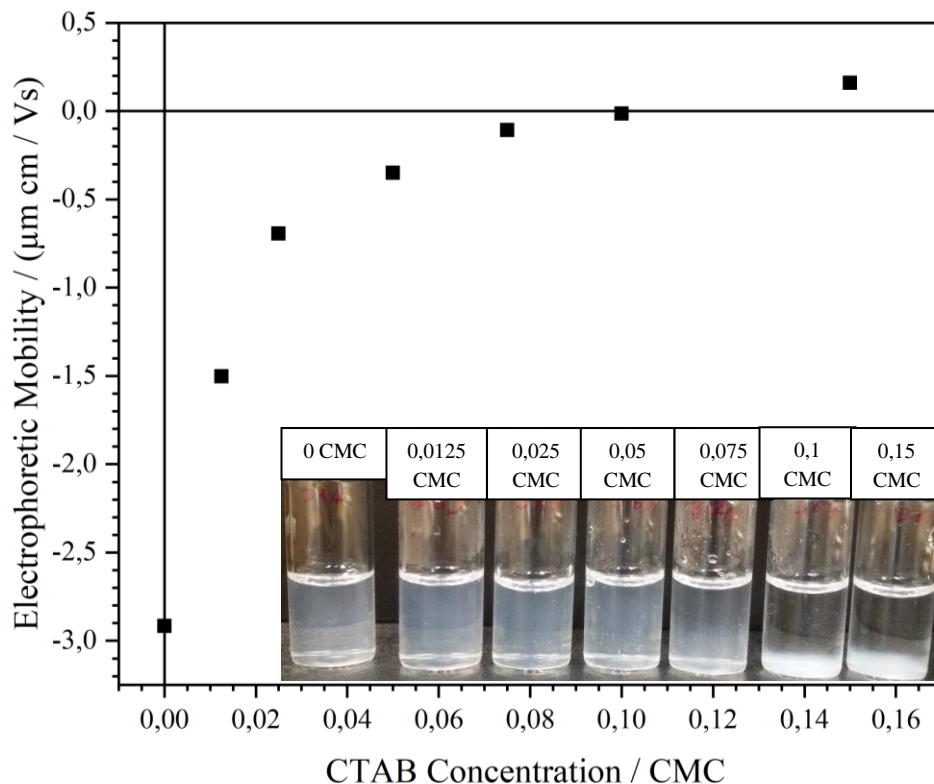 0,5
0,0
-0,5
-1,0
-1,5
-2,0
-2,5
-3,0
Electrophoretic Mobility / (µm cm / Vs)
0 CMC
0,0125
CMC
0,025
CMC
0,05
CMC
0,075
CMC
0,1
CMC
0,15
CMC
0,00 0,02 0,04 0,06 0,08 0,10 0,12 0,14 0,16
CTAB Concentration / CMC